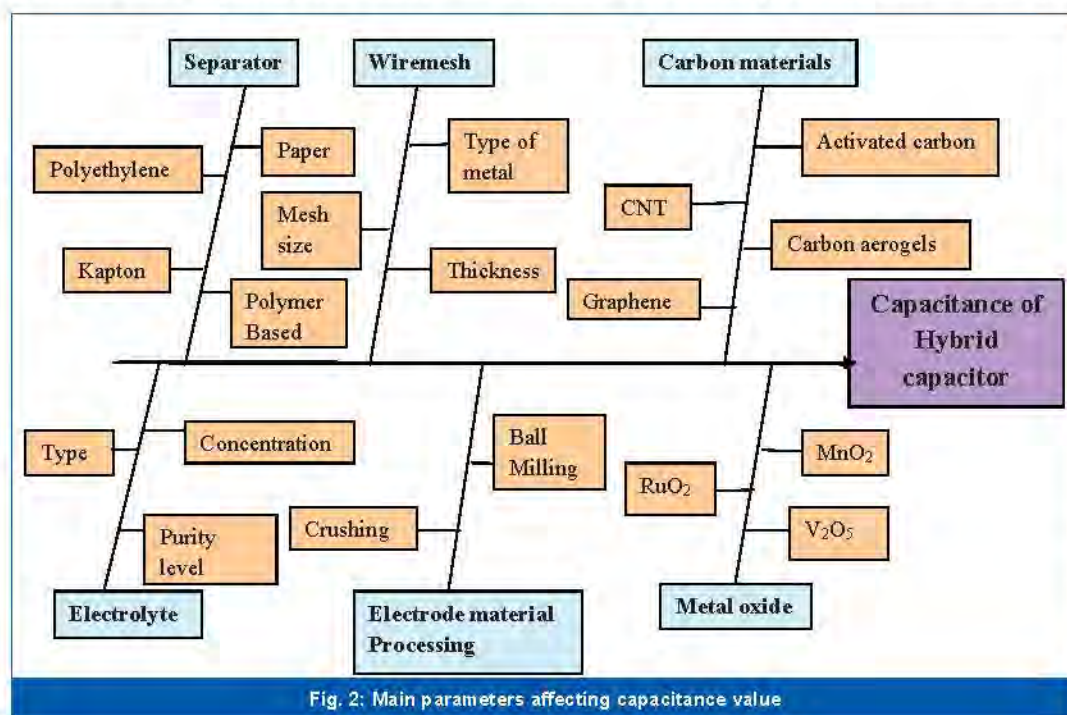 Separator
Wiremesh
Carbon materials
Paper
Polyethylene
Kapton
Polymer
Based
Type of
metal
Mesh
size
Thickness
Activated carbon
CNT
Carbon aerogels
Graphene
Capacitance of
Hybrid
capacitor
Type
Concentration
Purity
level
Electrolyte
Ball
Milling
Crushing
Electrode material
Processing
MnO₂
RuO₂
V₂O₅
Metal oxide
Fig. 2: Main parameters affecting capacitance value